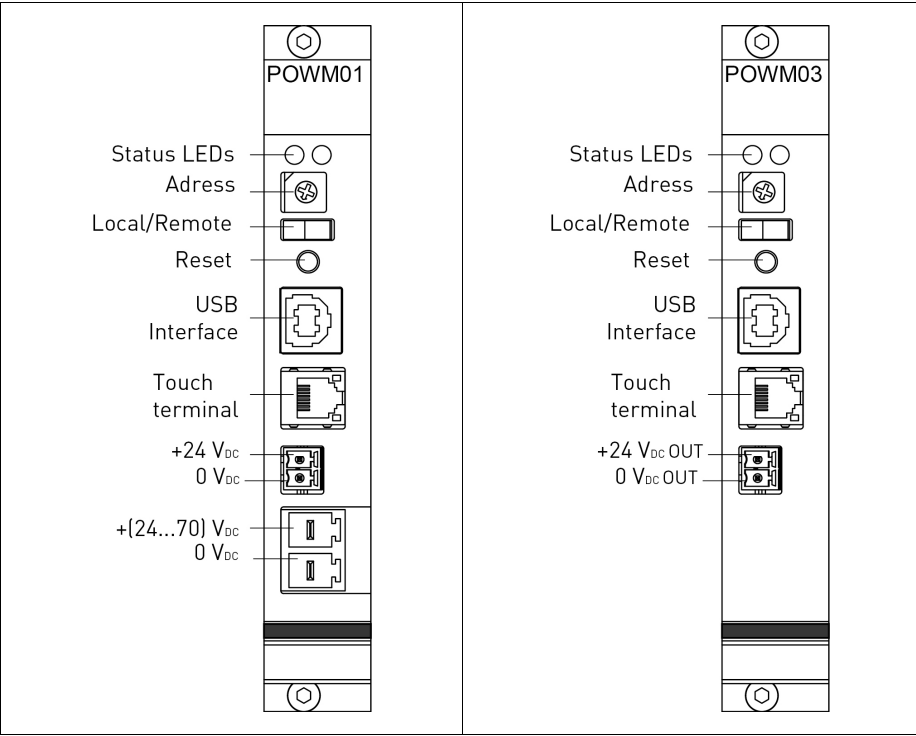 POWM01
Status LEDs
Adress
Local/Remote
Reset
USB
Interface
Touch
terminal
+24 VDC
0 VDC
+(24...70) VDC
0 VDC
POWM03
Status LEDs
Adress
Local/Remote
Reset
USB
Interface
Touch
terminal
+24 VDC OUT
0 VDC OUT